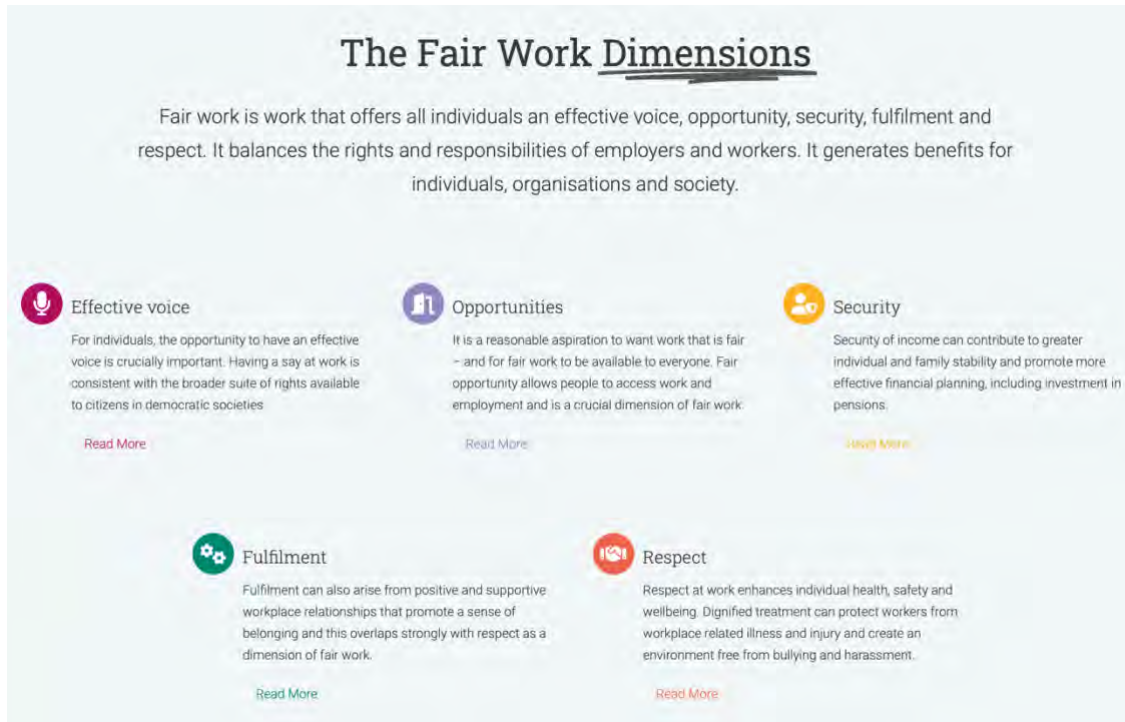 The Fair Work Dimensions
Fair work is work that offers all individuals an effective voice, opportunity, security, fulfilment and
respect. It balances the rights and responsibilities of employers and workers. It generates benefits for
individuals, organisations and society.
Effective voice
For individuals, the opportunity to have an effective
voice is crucially important. Having a say at work is
consistent with the broader suite of rights available
to citizens in democratic societies
Read More
Opportunities
It is a reasonable aspiration to want work that is fair
– and for fair work to be available to everyone. Fair
opportunity allows people to access work and
employment and is a crucial dimension of fair work
Read More
Security
Security of income can contribute to greater
individual and family stability and promote more
effective financial planning, including investment in
pensions.
Read More
Fulfilment
Fulfilment can also arise from positive and supportive
workplace relationships that promote a sense of
belonging and this overlaps strongly with respect as a
dimension of fair work.
Read More
Respect
Respect at work enhances individual health, safety and
wellbeing. Dignified treatment can protect workers from
workplace related illness and injury and create an
environment free from bullying and harassment.
Read More